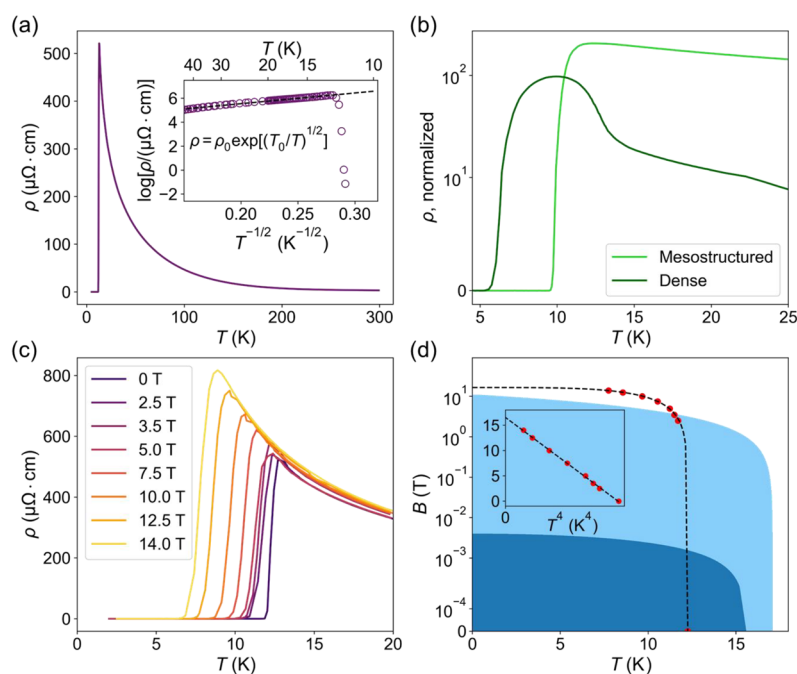 (a)
T (K)
40
20
10
500
400
300
200
100
0
ρ (μΩ · cm)
log[ρ/(μΩ · cm)]
6
4
2
0
−2
ρ = ρ₀exp[(T₀/T)^1/2]
0.20
0.25
0.30
T^−1/2 (K^−1/2)
0
100
200
300
T (K)
(b)
ρ, normalized
10²
10¹
0
Mesostructured
Dense
5
10
15
20
25
T (K)
(c)
ρ (μΩ · cm)
800
600
400
200
0
0 T
2.5 T
3.5 T
5.0 T
7.5 T
10.0 T
12.5 T
14.0 T
0
5
10
15
20
T (K)
(d)
B (T)
10¹
10⁰
10⁻¹
10⁻²
10⁻³
10⁻⁴
0
15
10
5
0
0
T⁴ (K⁴)
0
5
10
15
T (K)